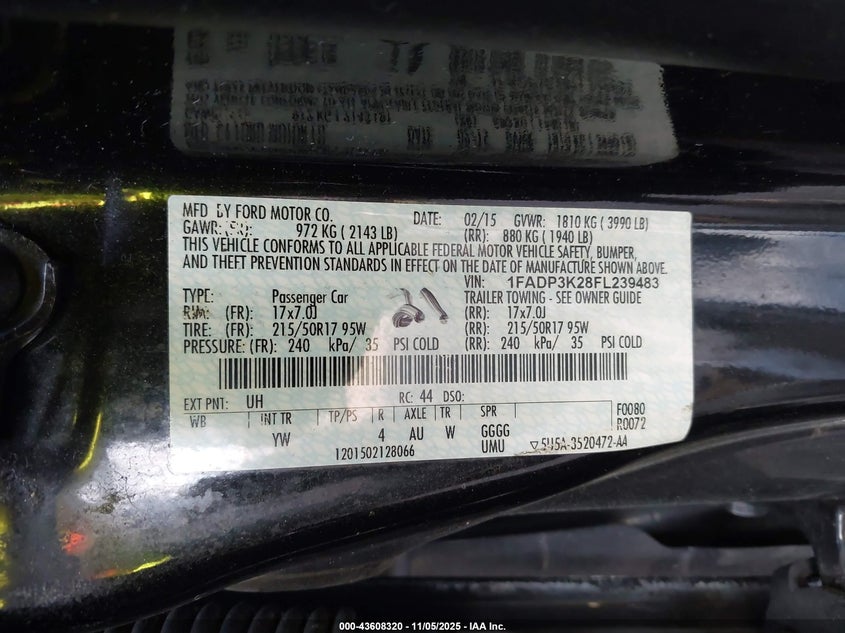 MFD BY FORD MOTOR CO. DATE: 02/15 GVWR: 1810 KG ( 3990 LB)
GAWR: 972 KG ( 2143 LB) (RR): 880 KG ( 1940 LB)
THIS VEHICLE CONFORMS TO ALL APPLICABLE FEDERAL MOTOR VEHICLE SAFETY, BUMPER,
AND THEFT PREVENTION STANDARDS IN EFFECT ON THE DATE OF MANUFACTURE SHOWN ABOVE.
VIN: 1FADP3K28FL239483
TYPE: Passenger Car TRAILER TOWING - SEE OWNER GUIDE
RIM: (FR): 17x7.0J (RR): 17x7.0J
TIRE: (FR): 215/50R17 95W (RR): 215/50R17 95W
PRESSURE: (FR): 240 kPa/ 35 PSI COLD (RR): 240 kPa/ 35 PSI COLD
EXT PNT: UH RC: 44 DSO: F0080
WB INT TR TP/PS R AXLE TR SPR R0072
YW 4 AU W GGGG
1201502128066 UMU 5U5A-3520472-AA
000-43608320 - 11/05/2025 - IAA Inc.